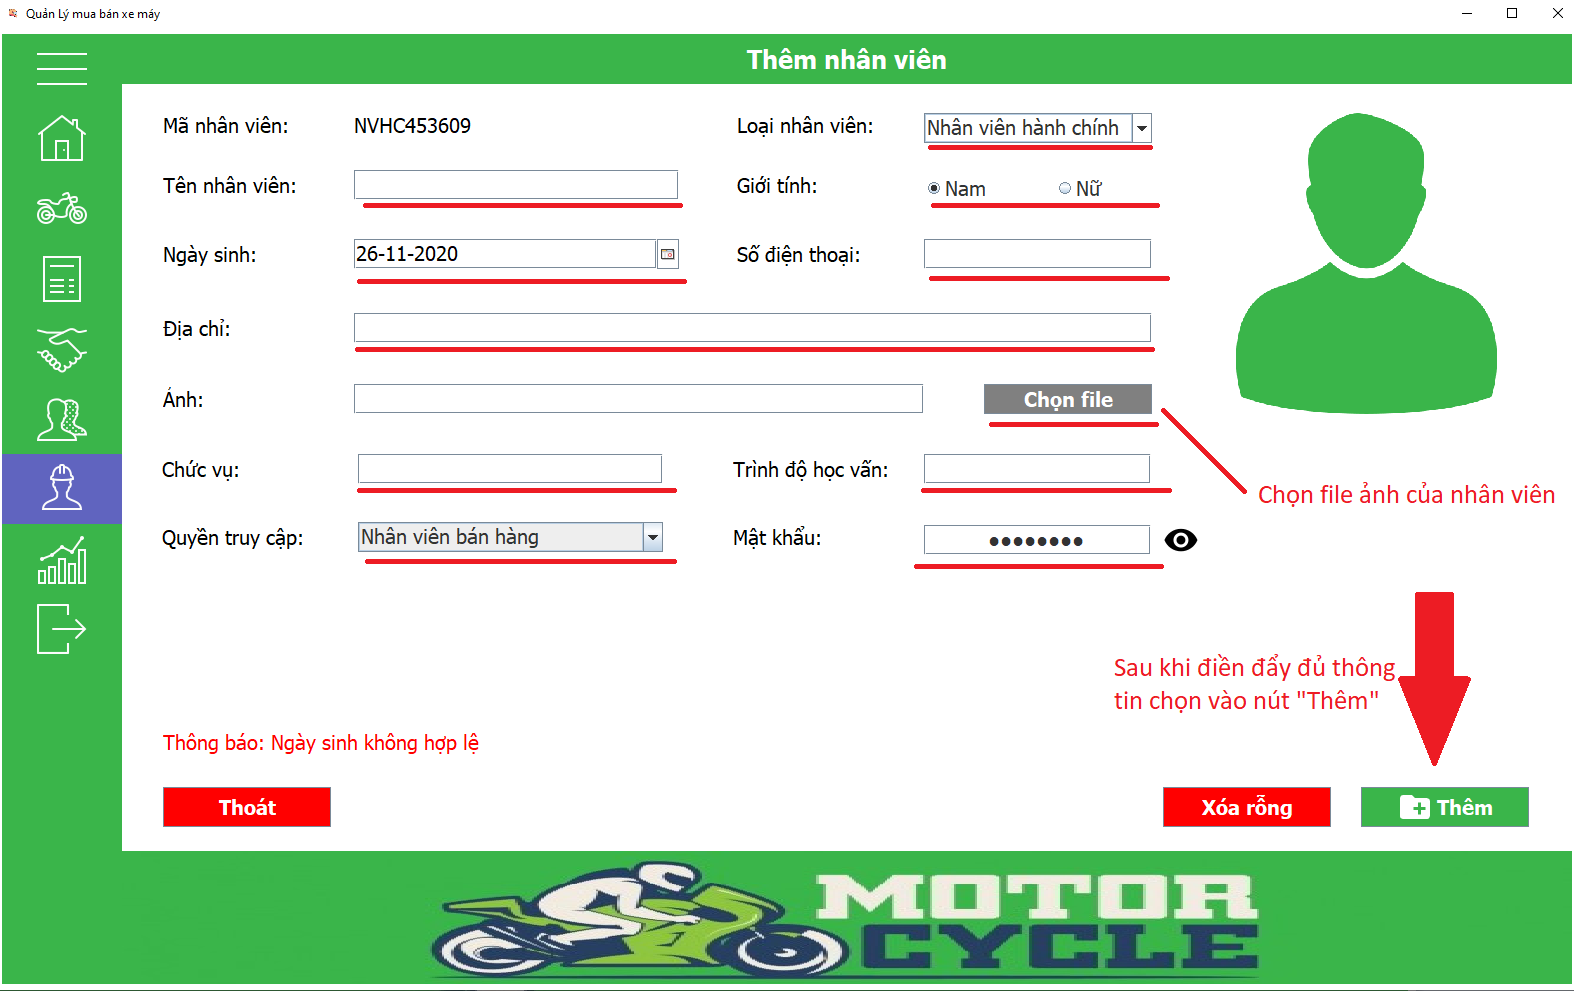 Quản Lý mua bán xe máy
Thêm nhân viên
Mã nhân viên: NVHC453609 Loại nhân viên: Nhân viên hành chính
Tên nhân viên: Giới tính: Nam Nữ
Ngày sinh: 26-11-2020 Số điện thoại:
Địa chỉ:
Ảnh: Chọn file
Chức vụ: Trình độ học vấn:
Chọn file ảnh của nhân viên
Quyền truy cập: Nhân viên bán hàng Mật khẩu: ●●●●●●●●
Sau khi điền đẩy đủ thông
tin chọn vào nút "Thêm"
Thông báo: Ngày sinh không hợp lệ
Thoát Xóa rỗng Thêm
MOTOR
CYCLE